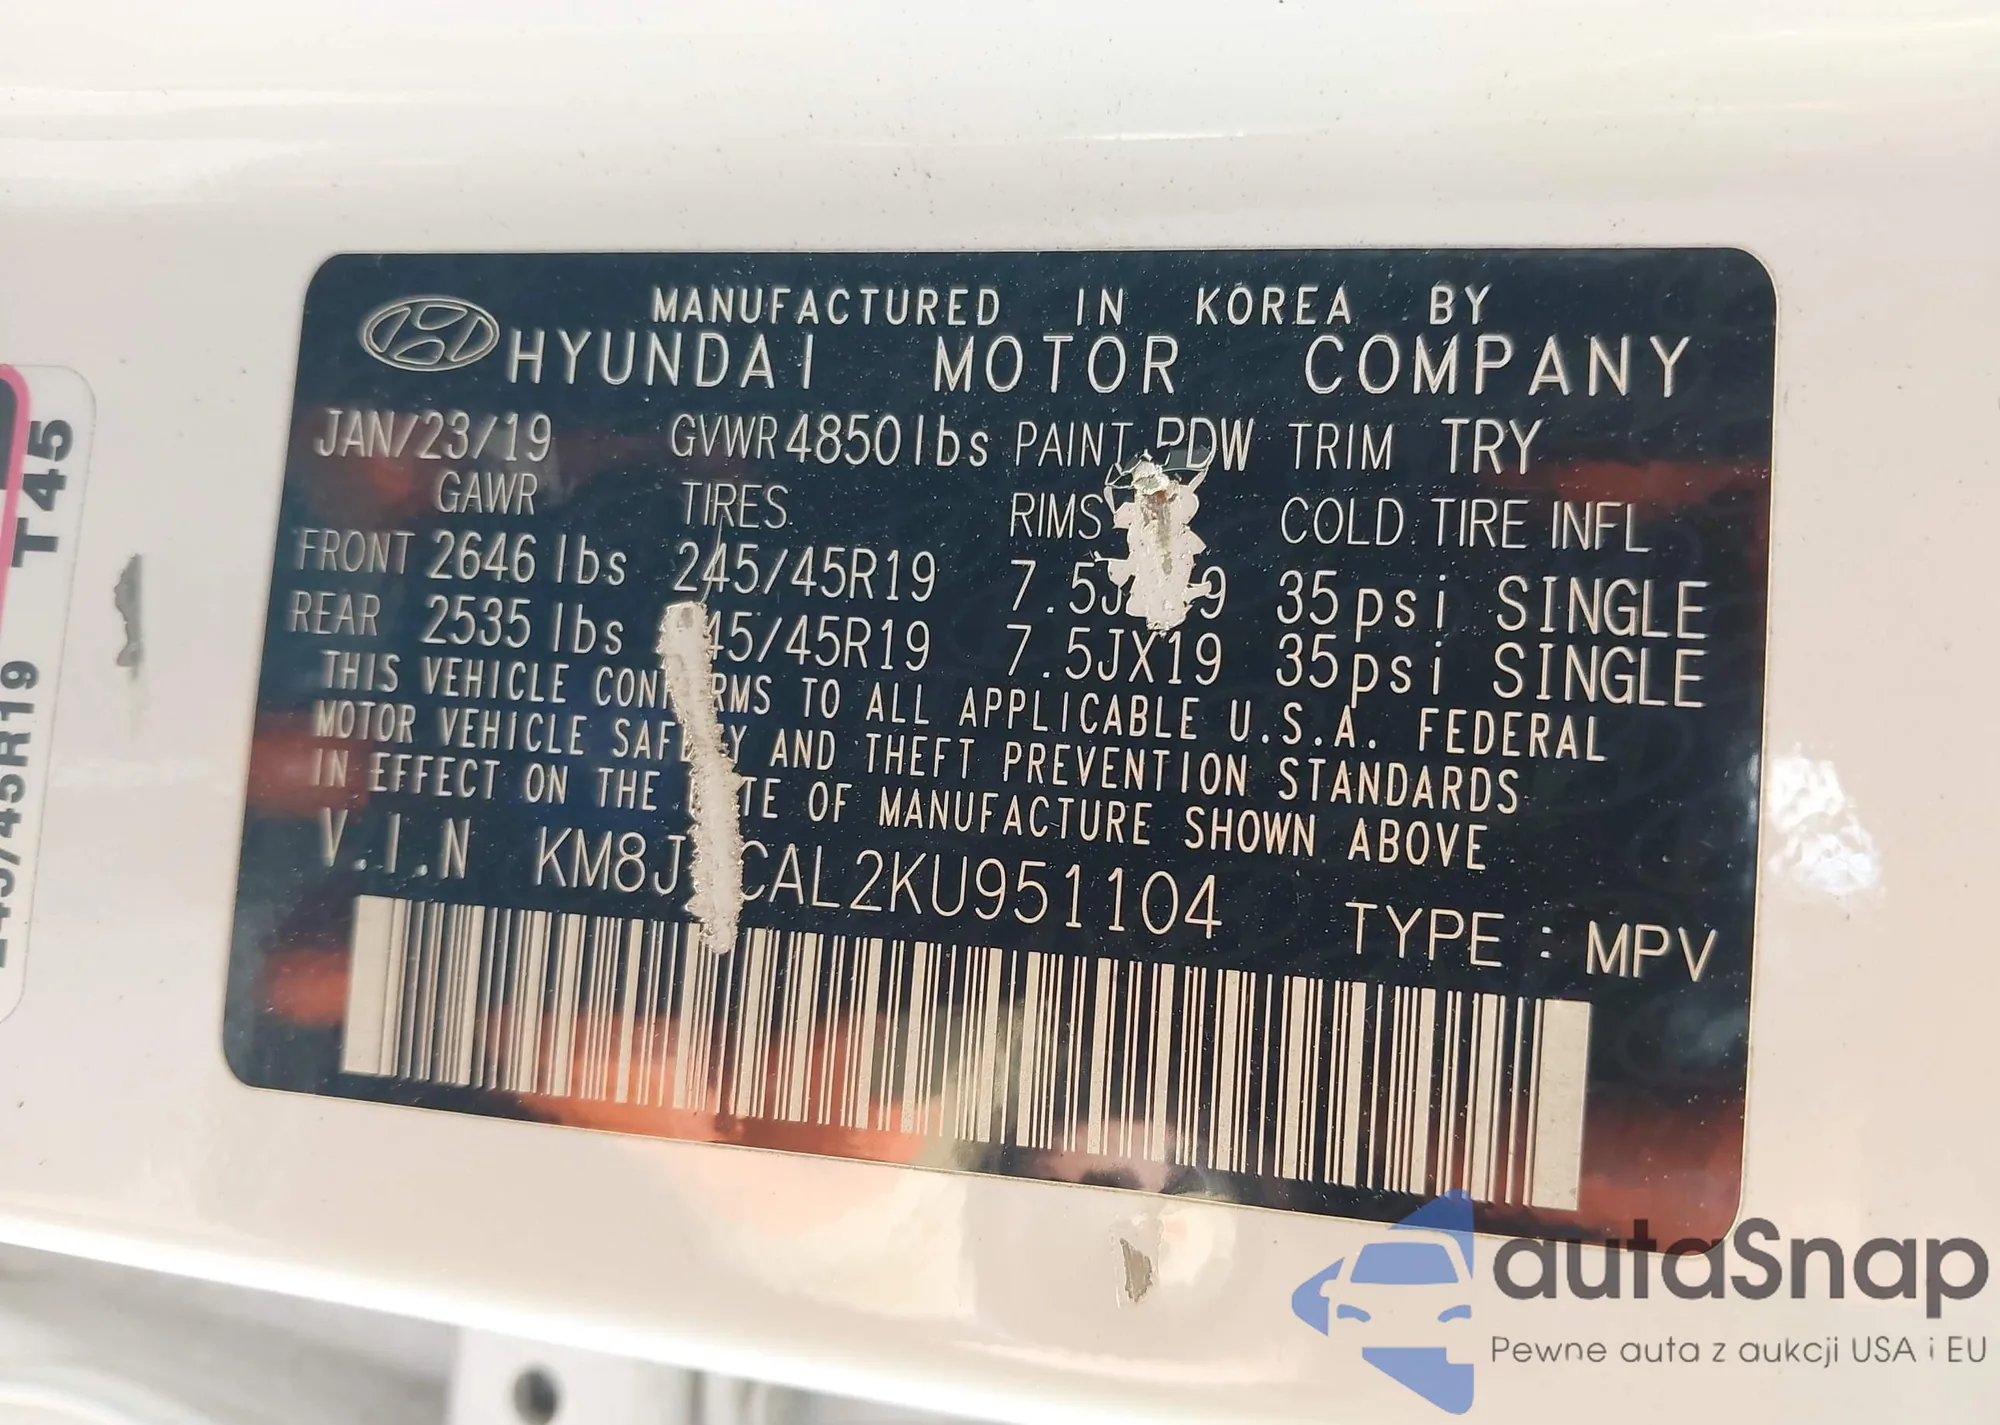 MANUFACTURED IN KOREA BY
HYUNDAI MOTOR COMPANY
JAN/23/19 GVWR 4850 lbs PAINT PDW TRIM TRY
GAWR TIRES RIMS COLD TIRE INFL
FRONT 2646 lbs 245/45R19 35psi SINGLE
REAR 2535 lbs 7.5JX19 35psi SINGLE
THIS VEHICLE TO ALL APPLICABLE U.S.A. FEDERAL
MOTOR VEHICLE AND THEFT PREVENTION STANDARDS
IN EFFECT ON THE OF MANUFACTURE SHOWN ABOVE
V.I.N
TYPE : MPV
T45
245/45R19
autaSnap
Pewne auta z aukcji USA i EU